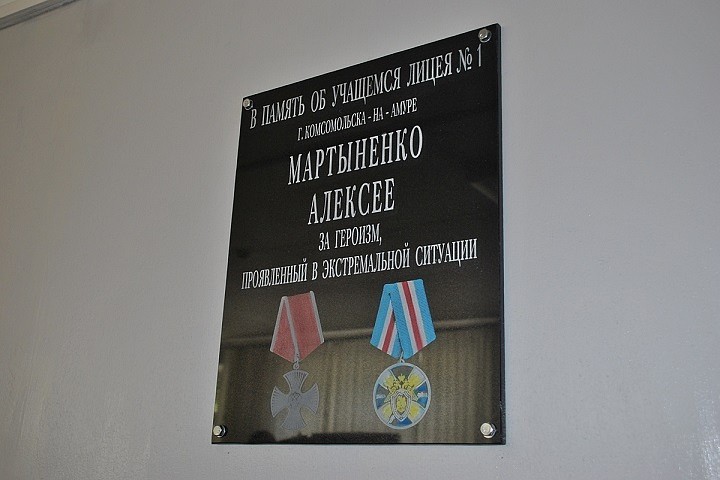 В ПАМЯТЬ ОБ УЧАЩЕМСЯ ЛИЦЕЯ № 1
Г. КОМСОМОЛЬСКА - НА - АМУРЕ
МАРТЫНЕНКО
АЛЕКСЕЕ
ЗА ГЕРОИЗМ,
ПРОЯВЛЕННЫЙ В ЭКСТРЕМАЛЬНОЙ СИТУАЦИИ